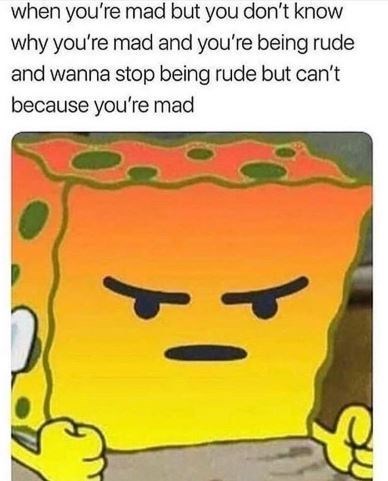 when you're mad but you don't know
why you're mad and you're being rude
and wanna stop being rude but can't
because you're mad